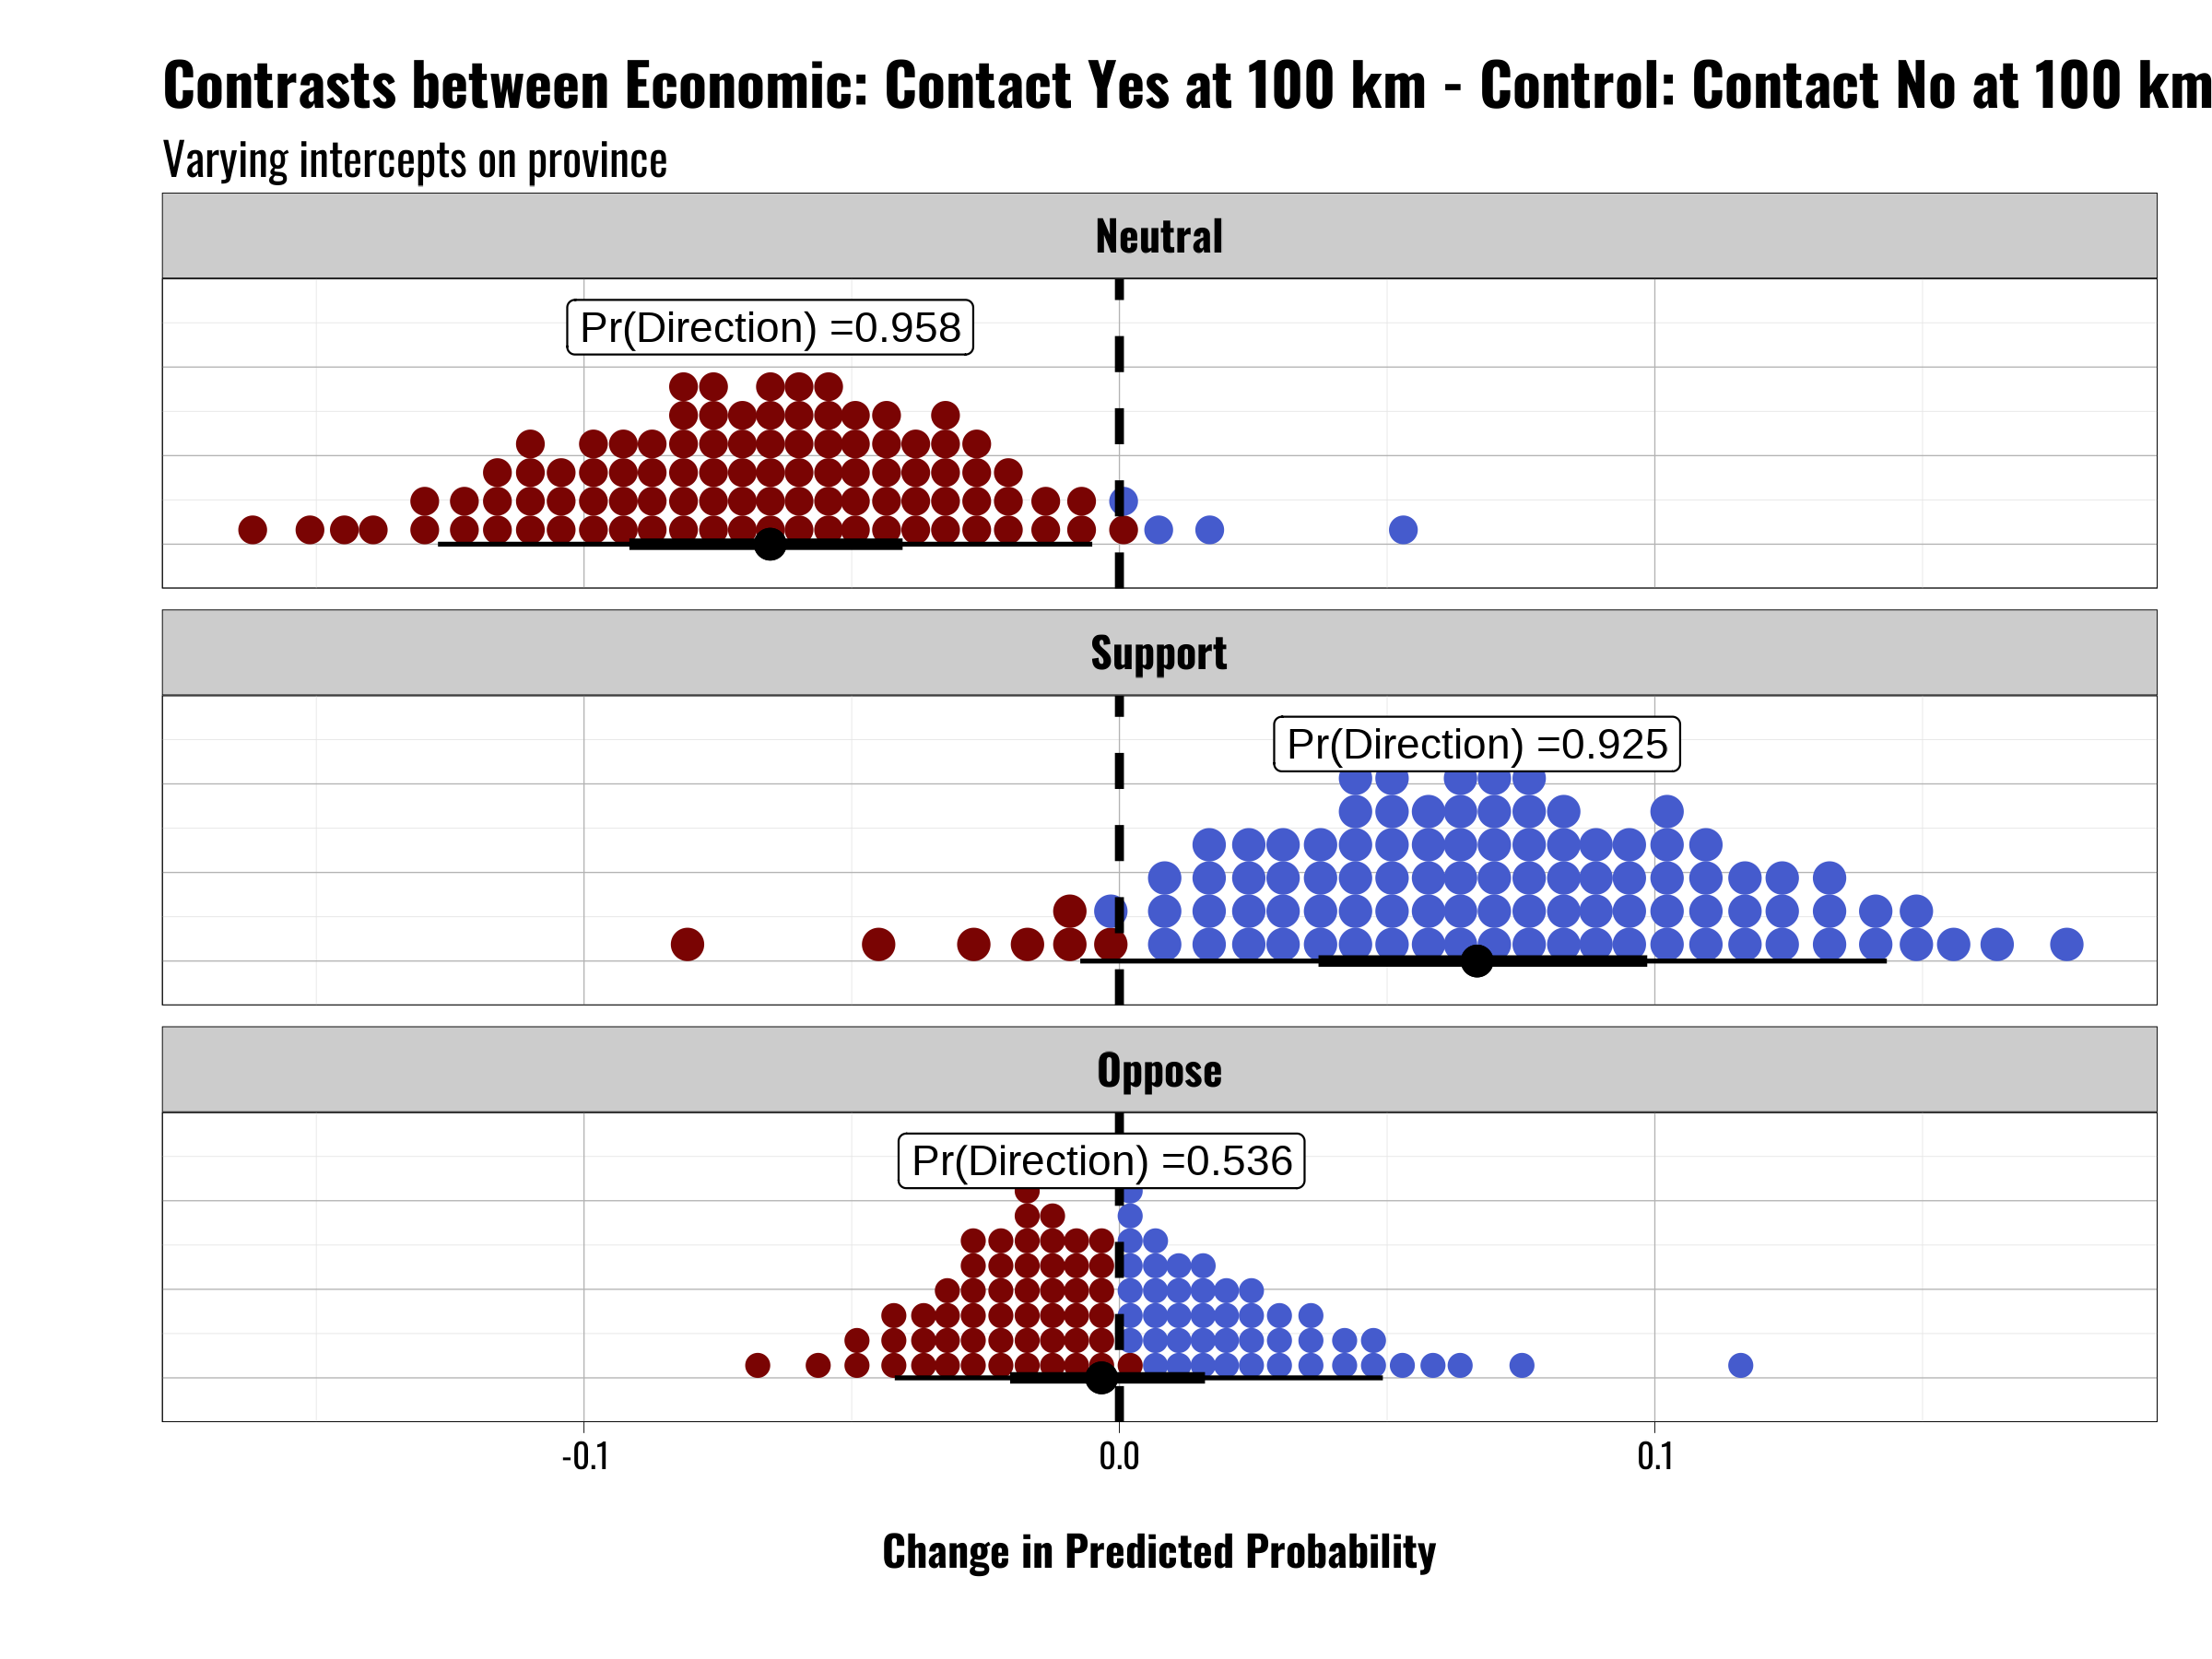 Contrasts between Economic: Contact Yes at 100 km - Control: Contact No at 100 km
Varying intercepts on province
Neutral
Pr(Direction) =0.958
Support
Pr(Direction) =0.925
Oppose
Pr(Direction) =0.536
-0.1 0.0 0.1
Change in Predicted Probability